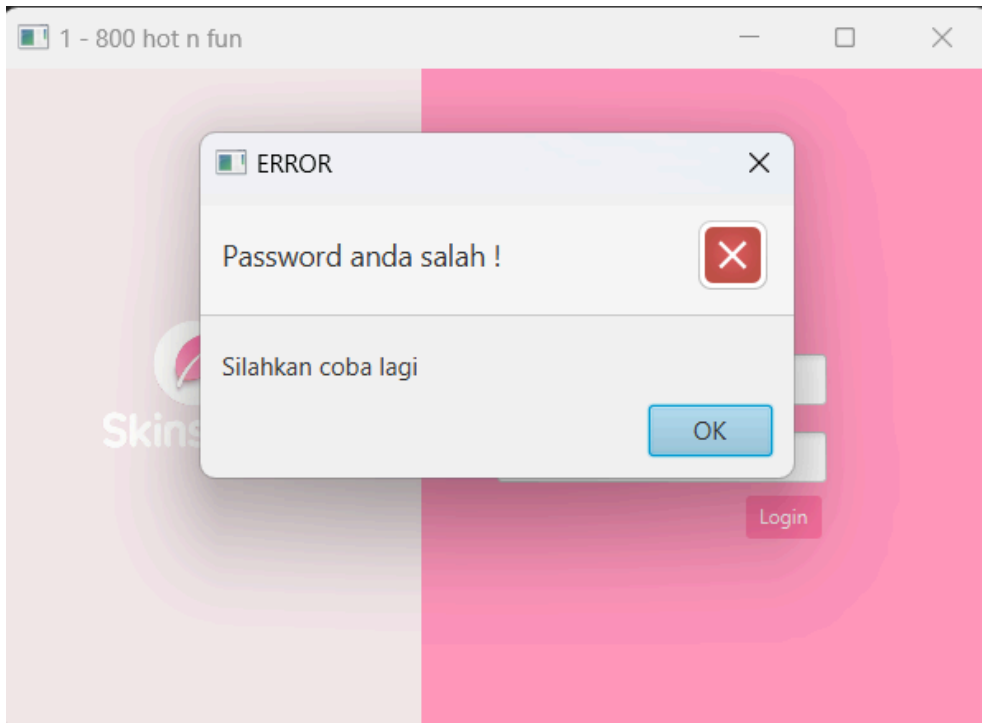 1 - 800 hot n fun
ERROR
Password anda salah !
Silahkan coba lagi
OK
Login